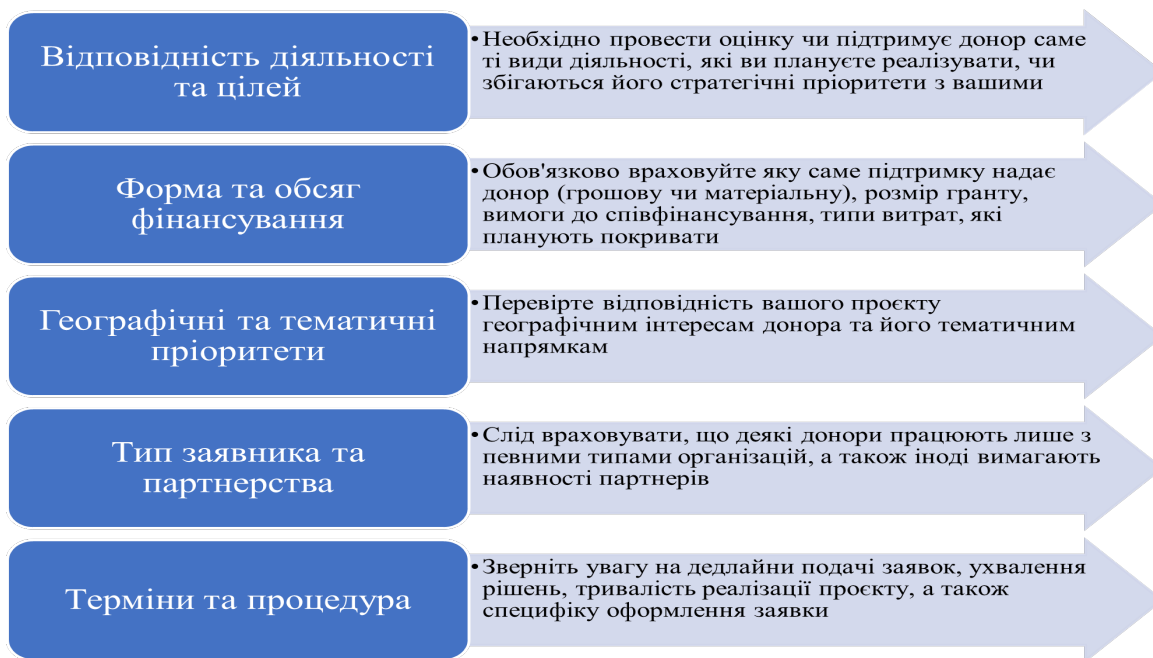 Відповідність діяльності
та цілей
• Необхідно провести оцінку чи підтримує донор саме
ті види діяльності, які ви плануєте реалізувати, чи
збігаються його стратегічні пріоритети з вашими
Форма та обсяг
фінансування
• Обов'язково враховуйте яку саме підтримку надає
донор (грошову чи матеріальну), розмір гранту,
вимоги до співфінансування, типи витрат, які
планують покривати
Географічні та тематичні
пріоритети
• Перевірте відповідність вашого проєкту
географічним інтересам донора та його тематичним
напрямкам
Тип заявника та
партнерства
• Слід враховувати, що деякі донори працюють лише з
певними типами організацій, а також іноді вимагають
наявності партнерів
Терміни та процедура
• Зверніть увагу на дедлайни подачі заявок, ухвалення
рішень, тривалість реалізації проєкту, а також
специфіку оформлення заявки